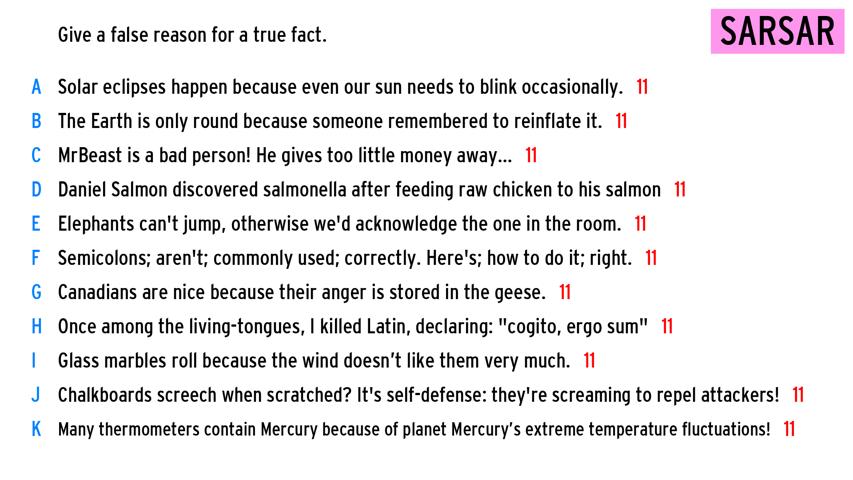 Give a false reason for a true fact.
SARSAR
A Solar eclipses happen because even our sun needs to blink occasionally. 11
B The Earth is only round because someone remembered to reinflate it. 11
C MrBeast is a bad person! He gives too little money away... 11
D Daniel Salmon discovered salmonella after feeding raw chicken to his salmon 11
E Elephants can't jump, otherwise we'd acknowledge the one in the room. 11
F Semicolons; aren't; commonly used; correctly. Here's; how to do it; right. 11
G Canadians are nice because their anger is stored in the geese. 11
H Once among the living-tongues, I killed Latin, declaring: "cogito, ergo sum" 11
I Glass marbles roll because the wind doesn’t like them very much. 11
J Chalkboards screech when scratched? It's self-defense: they're screaming to repel attackers! 11
K Many thermometers contain Mercury because of planet Mercury’s extreme temperature fluctuations! 11